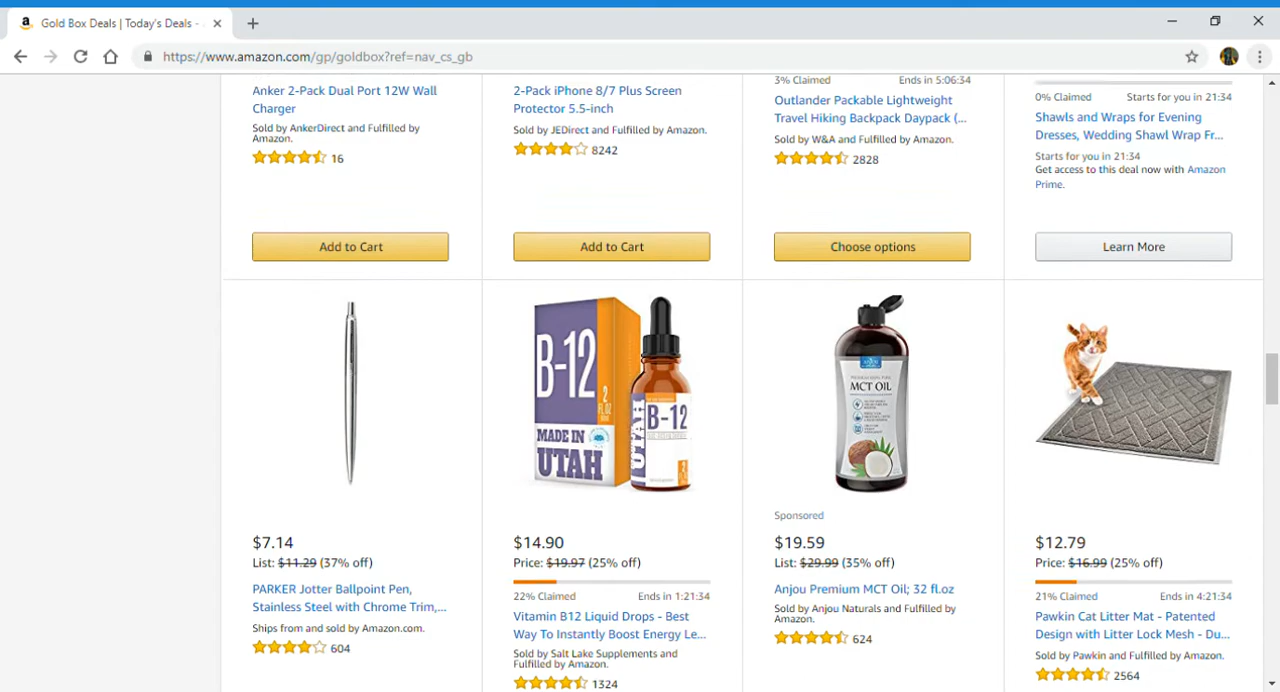 Gold Box Deals | Today's Deals -
https://www.amazon.com/gp/goldbox?ref=nav_cs_gb
Anker 2-Pack Dual Port 12W Wall
Charger
Sold by AnkerDirect and Fulfilled by
Amazon.
16
Add to Cart
2-Pack iPhone 8/7 Plus Screen
Protector 5.5-inch
Sold by JEDirect and Fulfilled by Amazon.
8242
Add to Cart
3% Claimed Ends in 5:06:34
Outlander Packable Lightweight
Travel Hiking Backpack Daypack (...
Sold by W&A and Fulfilled by Amazon.
2828
Choose options
0% Claimed Starts for you in 21:34
Shawls and Wraps for Evening
Dresses, Wedding Shawl Wrap Fr...
Starts for you in 21:34
Get access to this deal now with Amazon
Prime.
Learn More
$7.14
List: $11.29 (37% off)
PARKER Jotter Ballpoint Pen,
Stainless Steel with Chrome Trim,...
Ships from and sold by Amazon.com.
604
B-12
2
FL OZ
MADE IN
UTAH
UTAH
B-12
$14.90
Price: $19.97 (25% off)
22% Claimed Ends in 1:21:34
Vitamin B12 Liquid Drops - Best
Way To Instantly Boost Energy Le...
Sold by Salt Lake Supplements and
Fulfilled by Amazon.
1324
MCT OIL
Sponsored
$19.59
List: $29.99 (35% off)
Anjou Premium MCT Oil; 32 fl.oz
Sold by Anjou Naturals and Fulfilled by
Amazon.
624
$12.79
Price: $16.99 (25% off)
21% Claimed Ends in 4:21:34
Pawkin Cat Litter Mat - Patented
Design with Litter Lock Mesh - Du...
Sold by Pawkin and Fulfilled by Amazon.
2564